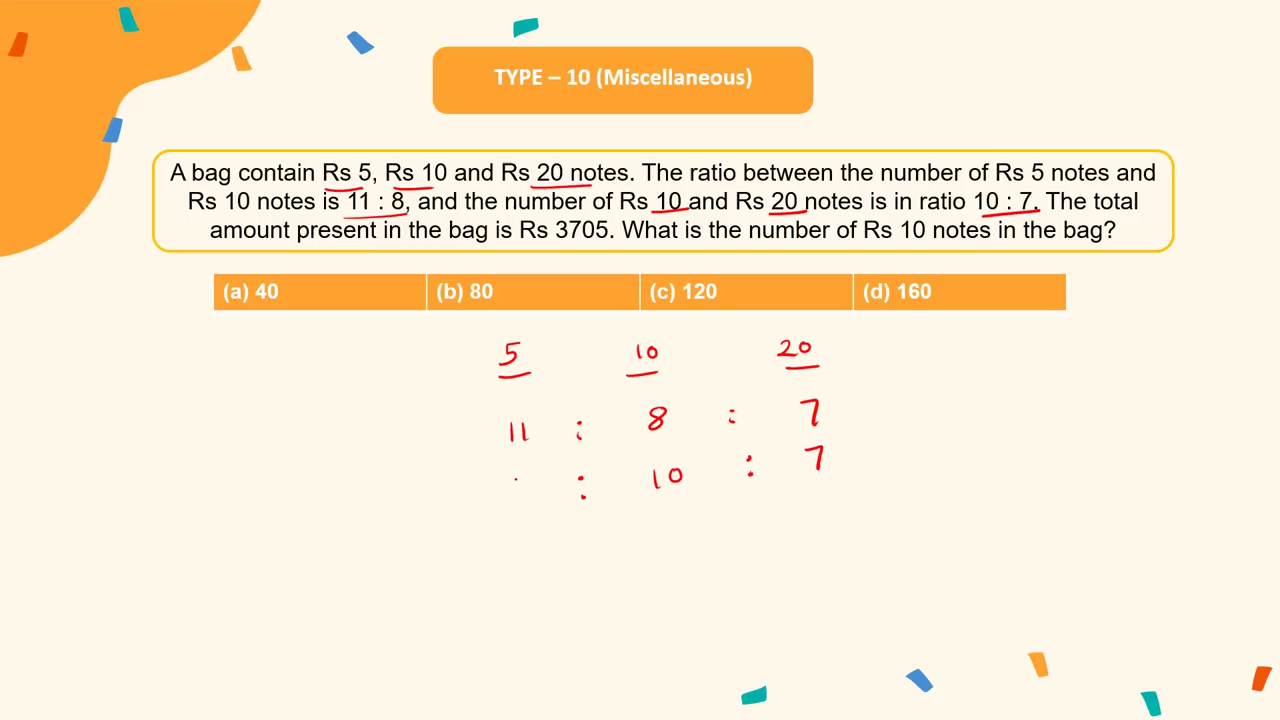 TYPE – 10 (Miscellaneous)
A bag contain Rs 5, Rs 10 and Rs 20 notes. The ratio between the number of Rs 5 notes and
Rs 10 notes is 11 : 8, and the number of Rs 10 and Rs 20 notes is in ratio 10 : 7. The total
amount present in the bag is Rs 3705. What is the number of Rs 10 notes in the bag?
(a) 40 (b) 80 (c) 120 (d) 160
5 10 20
11 : 8 : 7
: 10 : 7